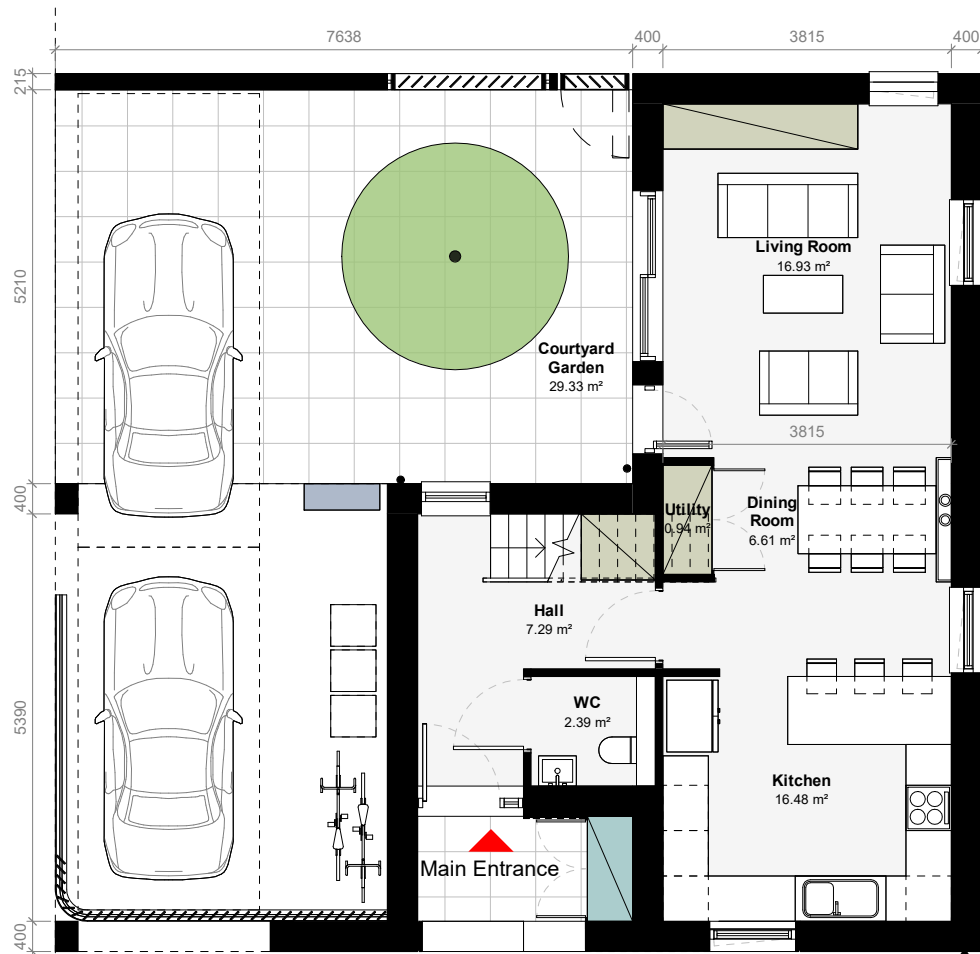 7638
400
3815
400
215
5210
400
5390
400
Living Room
16.93 m²
Courtyard
Garden
29.33 m²
3815
Utility
0.94 m²
Dining
Room
6.61 m²
Hall
7.29 m²
WC
2.39 m²
Kitchen
16.48 m²
Main Entrance